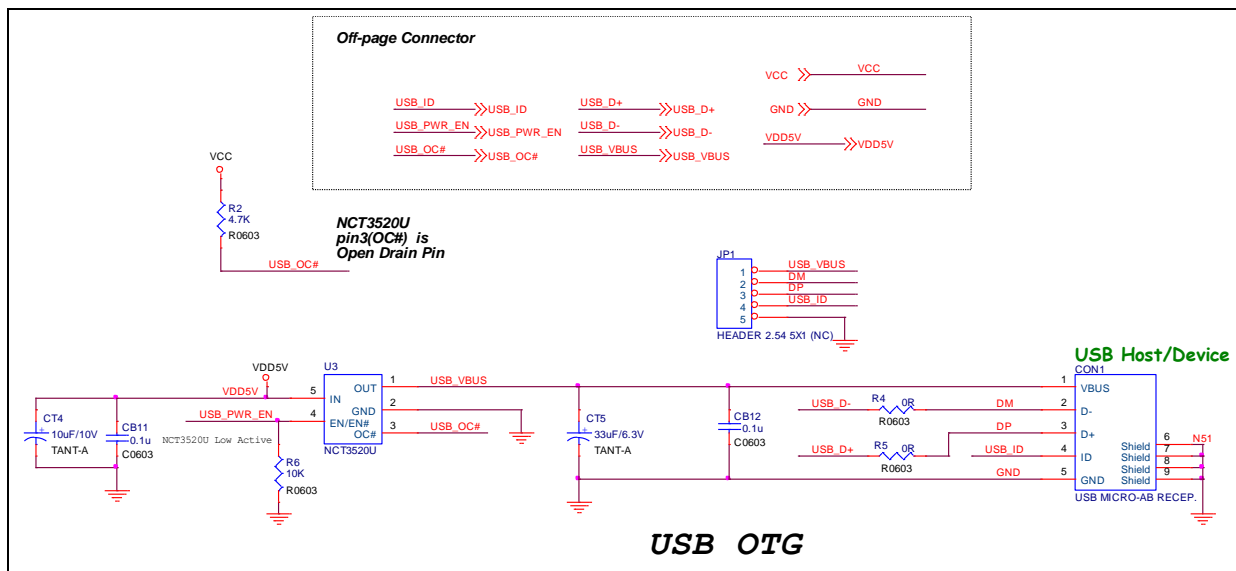 Off-page Connector
VCC VCC
USB_ID USB_ID USB_D+ USB_D+
GND GND
USB_PWR_EN USB_PWR_EN USB_D- USB_D-
VDD5V VDD5V
USB_OC# USB_OC# USB_VBUS USB_VBUS
VCC
R2
4.7K
R0603
USB_OC#
NCT3520U
pin3(OC#) is
Open Drain Pin
JP1
1 USB_VBUS
2 DM
3 DP
4 USB_ID
5
HEADER 2.54 5X1 (NC)
USB Host/Device
VDD5V
VDD5V
CT4
10uF/10V
TANT-A
CB11
0.1u
C0603
USB_PWR_EN
NCT3520U Low Active
R6
10K
R0603
U3
5 IN OUT 1 USB_VBUS
GND 2
4 EN/EN#
OC# 3 USB_OC#
NCT3520U
CT5
33uF/6.3V
TANT-A
CB12
0.1u
C0603
USB_D- R4 0R DM
R0603
DP
USB_D+ R5 0R
R0603
USB_ID
GND
CON1
1 VBUS
2 D-
3 D+
4 ID
5 GND
Shield 6 N51
Shield 7
Shield 8
Shield 9
USB MICRO-AB RECEP.
USB OTG